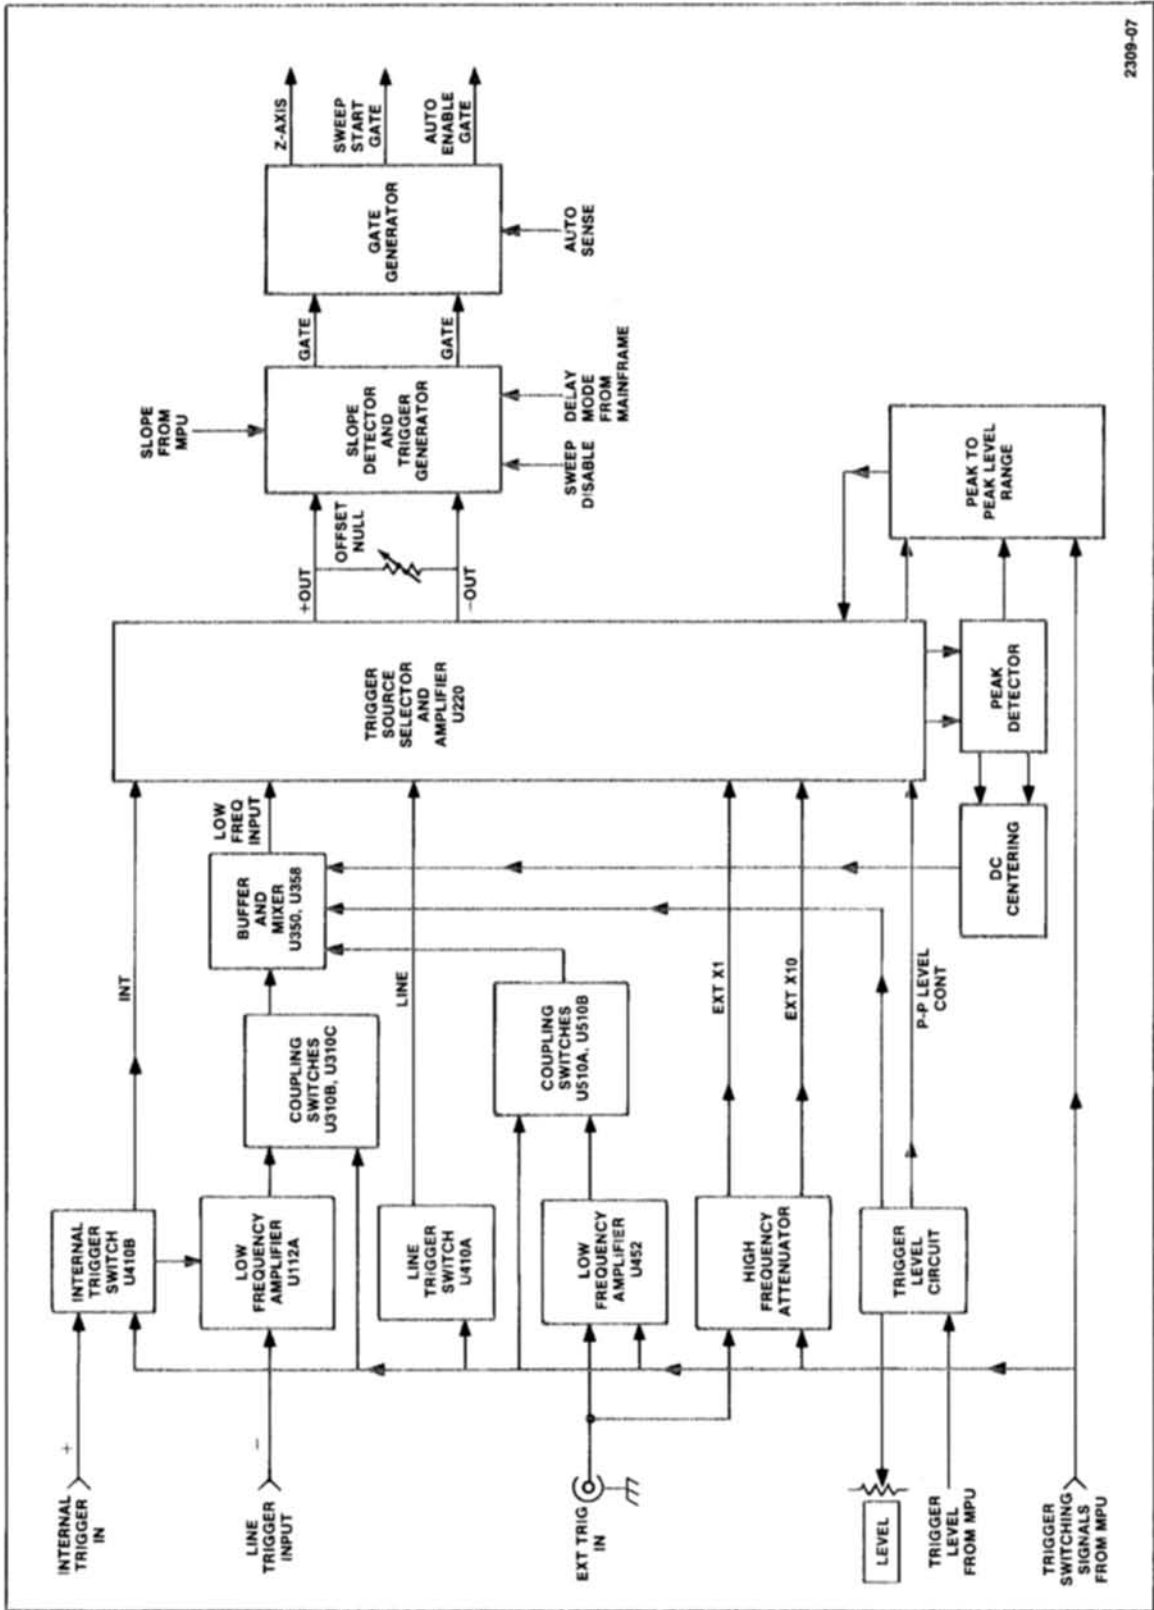 INTERNAL
TRIGGER
IN
+
LINE
TRIGGER
INPUT
−
EXT TRIG
IN
LEVEL
TRIGGER
LEVEL
FROM MPU
TRIGGER
SWITCHING
SIGNALS
FROM MPU
INTERNAL
TRIGGER
SWITCH
U410B
LOW
FREQUENCY
AMPLIFIER
U112A
LINE
TRIGGER
SWITCH
U410A
LOW
FREQUENCY
AMPLIFIER
U452
HIGH
FREQUENCY
ATTENUATOR
TRIGGER
LEVEL
CIRCUIT
COUPLING
SWITCHES
U310B, U310C
COUPLING
SWITCHES
U510A, U510B
INT
BUFFER
AND
MIXER
U350, U358
LINE
EXT X1
EXT X10
P-P LEVEL
CONT
LOW
FREQ
INPUT
DC
CENTERING
TRIGGER
SOURCE
SELECTOR
AND
AMPLIFIER
U220
PEAK
DETECTOR
+OUT
−OUT
OFFSET
NULL
PEAK TO
PEAK LEVEL
RANGE
SLOPE
FROM
MPU
SLOPE
DETECTOR
AND
TRIGGER
GENERATOR
SWEEP
DISABLE
DELAY
MODE
FROM
MAINFRAME
GATE
GATE
GATE
GENERATOR
AUTO
SENSE
Z-AXIS
SWEEP
START
GATE
AUTO
ENABLE
GATE
2309-07